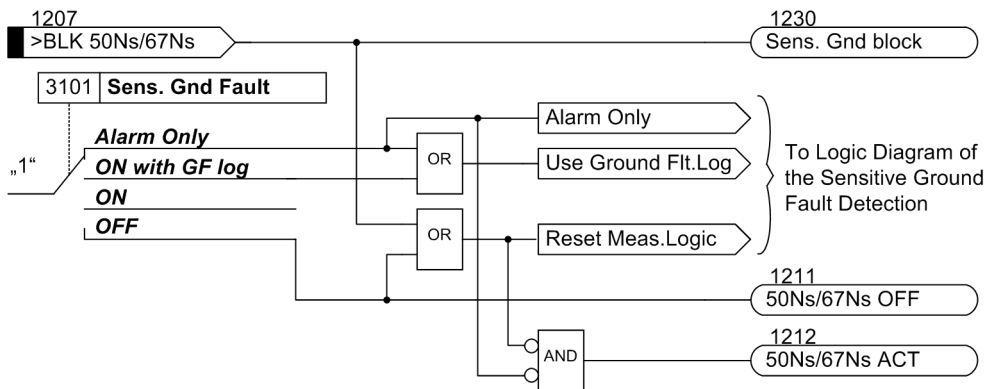 1207
>BLK 50Ns/67Ns
1230
Sens. Gnd block
3101 Sens. Gnd Fault
„1“
Alarm Only
ON with GF log
ON
OFF
OR
OR
Alarm Only
Use Ground Flt.Log
Reset Meas.Logic
To Logic Diagram of
the Sensitive Ground
Fault Detection
1211
50Ns/67Ns OFF
AND
1212
50Ns/67Ns ACT